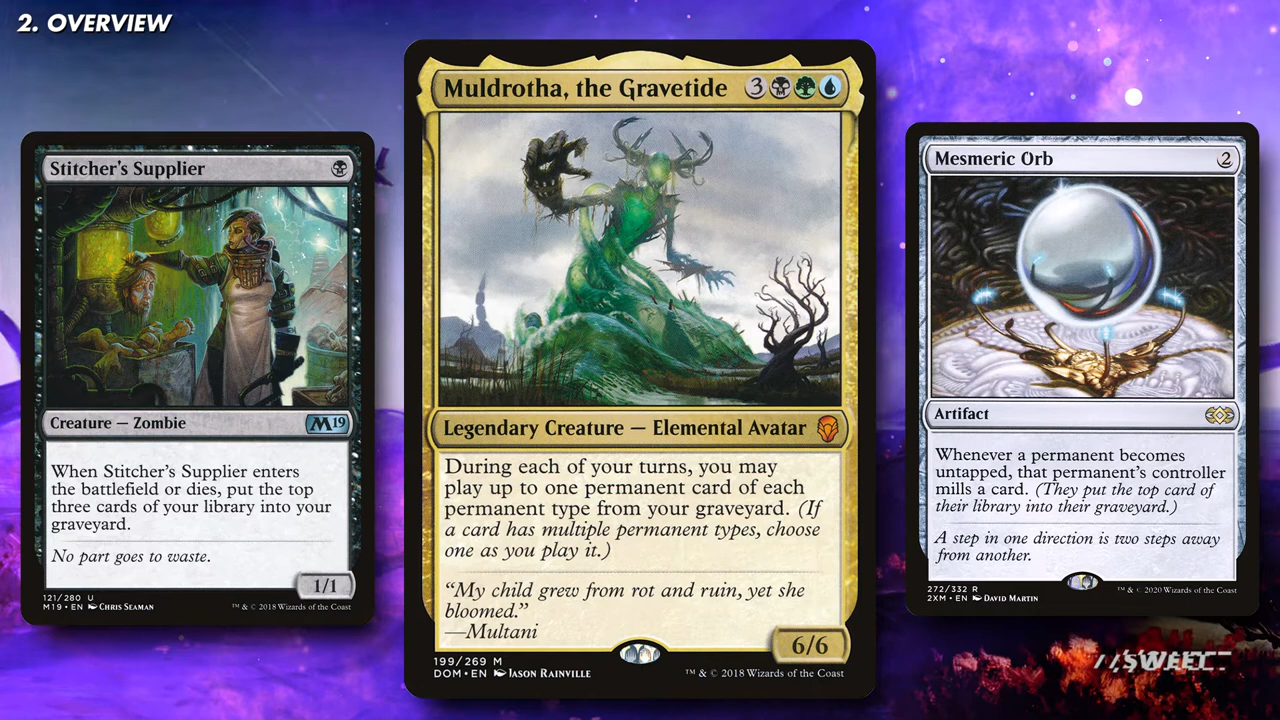 2. OVERVIEW
Stitcher's Supplier
Creature — Zombie
M19
When Stitcher's Supplier enters
the battlefield or dies, put the top
three cards of your library into your
graveyard.
No part goes to waste.
1/1
121/280 U
M19 • EN Chris Seaman
™ & © 2018 Wizards of the Coast
Muldrotha, the Gravetide
3
Legendary Creature — Elemental Avatar
During each of your turns, you may
play up to one permanent card of each
permanent type from your graveyard. (If
a card has multiple permanent types, choose
one as you play it.)
"My child grew from rot and ruin, yet she
bloomed."
—Multani
6/6
199/269 M
DOM • EN Jason Rainville
™ & © 2018 Wizards of the Coast
Mesmeric Orb
2
Artifact
Whenever a permanent becomes
untapped, that permanent's controller
mills a card. (They put the top card of
their library into their graveyard.)
A step in one direction is two steps away
from another.
272/332 R
2XM • EN David Martin
™ & © 2020 Wizards of the Coast
//SWEET